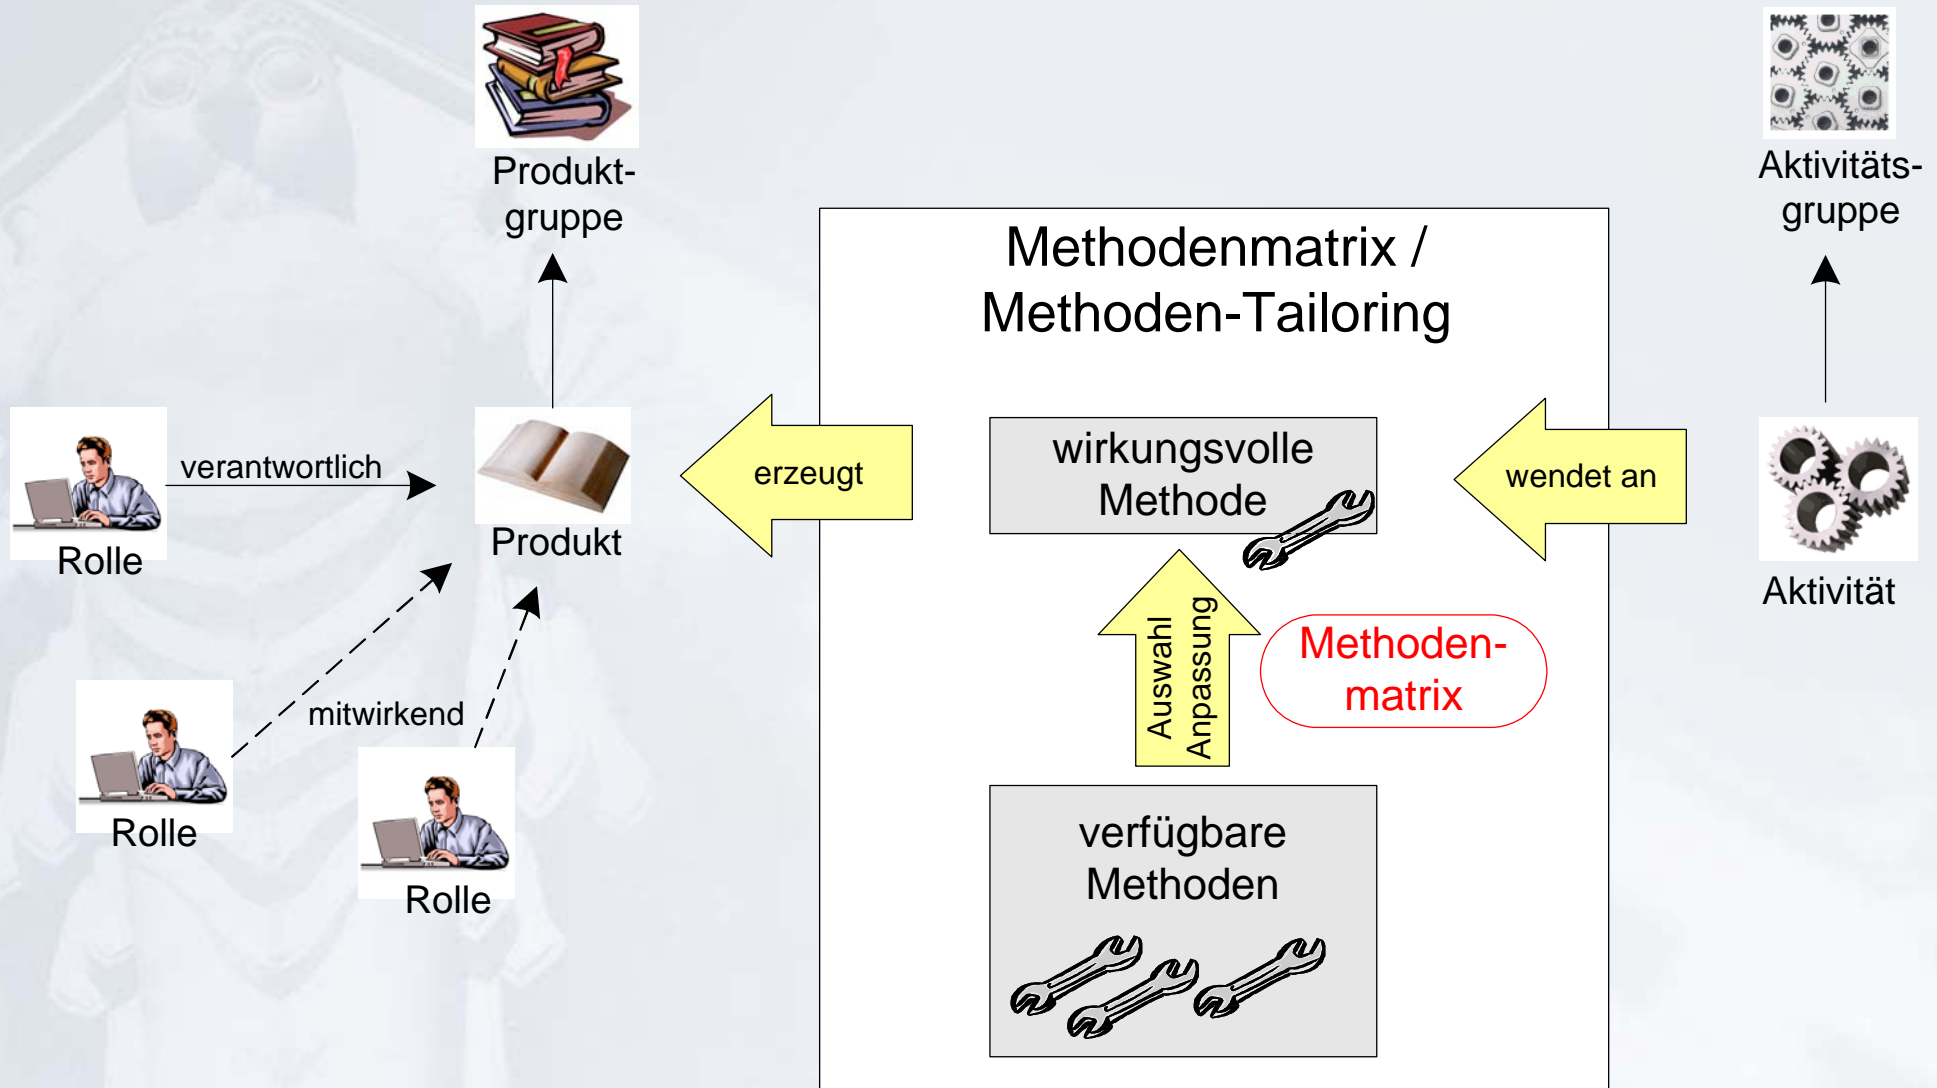 Produkt-
gruppe
Aktivitäts-
gruppe
Methodenmatrix /
Methoden-Tailoring
verantwortlich
Rolle
Produkt
erzeugt
wirkungsvolle
Methode
wendet an
Aktivität
Auswahl
Anpassung
Methoden-
matrix
mitwirkend
Rolle
Rolle
verfügbare
Methoden